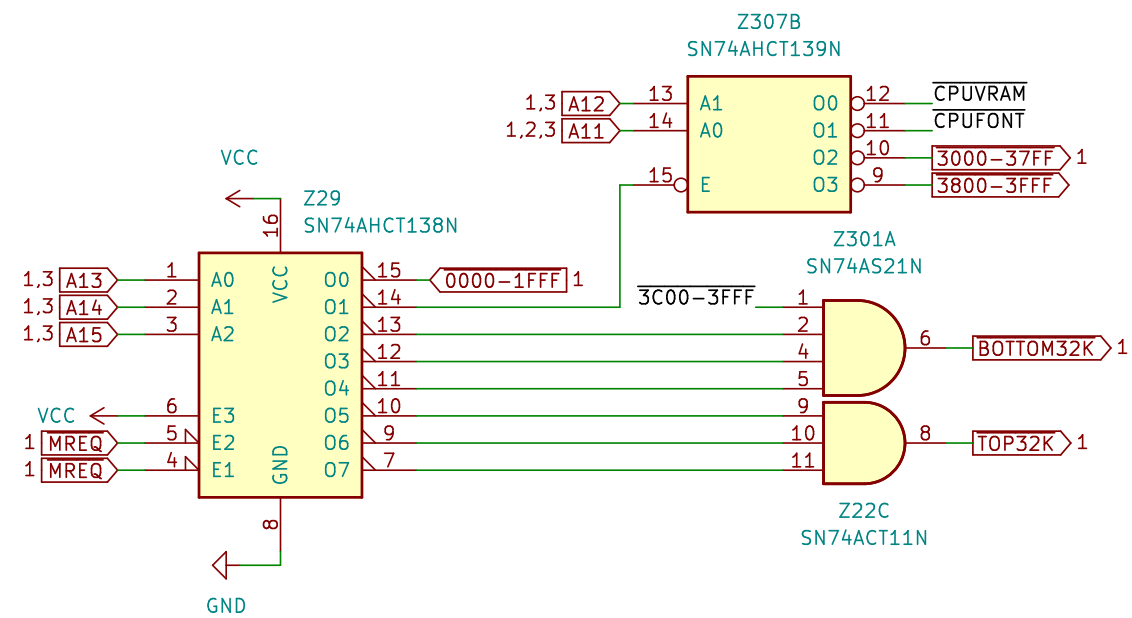 Z307B
SN74AHCT139N
1,3 A12 13 A1 O0 12 CPUVRAM
1,2,3 A11 14 A0 O1 11 CPUFONT
O2 10 3000-37FF 1
15 E O3 9 3800-3FFF
VCC
Z29
SN74AHCT138N
16
VCC
Z301A
SN74AS21N
1,3 A13 1 A0 O0 15 0000-1FFF 1
1,3 A14 2 A1 O1 14 3C00-3FFF 1
1,3 A15 3 A2 O2 13 2
6 BOTTOM32K 1
O3 12 4
O4 11 5
VCC 6 E3 O5 10 9
1 MREQ 5 E2 O6 9 10 8 TOP32K 1
1 MREQ 4 E1 O7 7 11
GND
8
Z22C
SN74ACT11N
GND